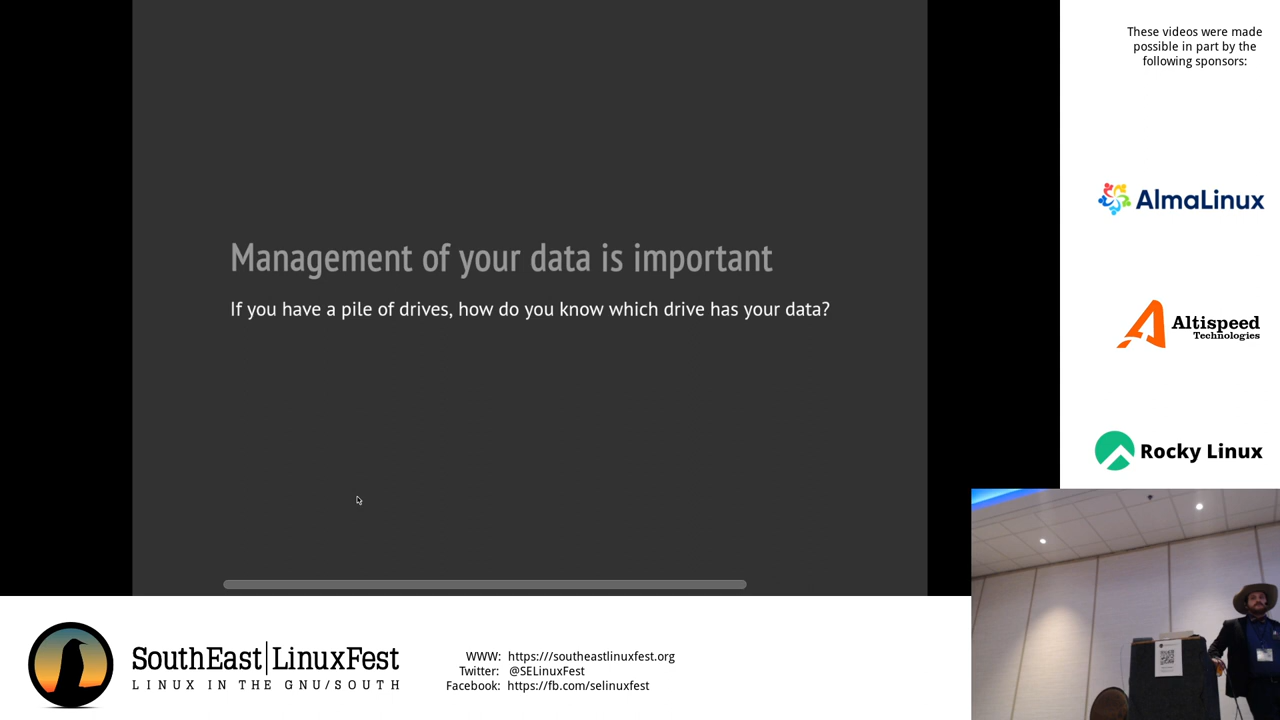 Management of your data is important
If you have a pile of drives, how do you know which drive has your data?
These videos were made
possible in part by the
following sponsors:
AlmaLinux
Altispeed
Technologies
Rocky Linux
SouthEast|LinuxFest
LINUX IN THE GNU/SOUTH
WWW: https:///southeastlinuxfest.org
Twitter: @SELinuxFest
Facebook: https://fb.com/selinuxfest